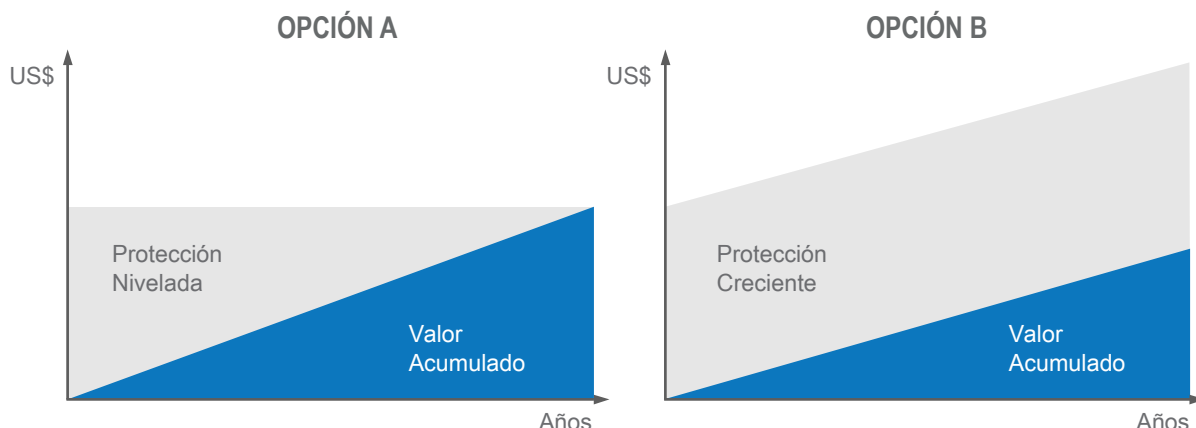 OPCIÓN A
US$
Protección
Nivelada
Valor
Acumulado
Años
OPCIÓN B
US$
Protección
Creciente
Valor
Acumulado
Años